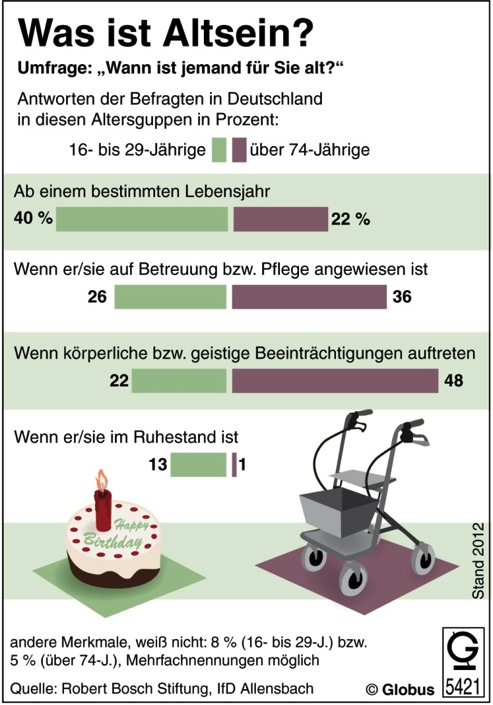 Was ist Altsein?
Umfrage: „Wann ist jemand für Sie alt?“
Antworten der Befragten in Deutschland
in diesen Altersguppen in Prozent:
16- bis 29-Jährige über 74-Jährige
Ab einem bestimmten Lebensjahr
40 % 22 %
Wenn er/sie auf Betreuung bzw. Pflege angewiesen ist
26 36
Wenn körperliche bzw. geistige Beeinträchtigungen auftreten
22 48
Wenn er/sie im Ruhestand ist
13 1
Happy
Birthday
Stand 2012
andere Merkmale, weiß nicht: 8 % (16- bis 29-J.) bzw.
5 % (über 74-J.), Mehrfachnennungen möglich
Quelle: Robert Bosch Stiftung, IfD Allensbach
© Globus
G
5421